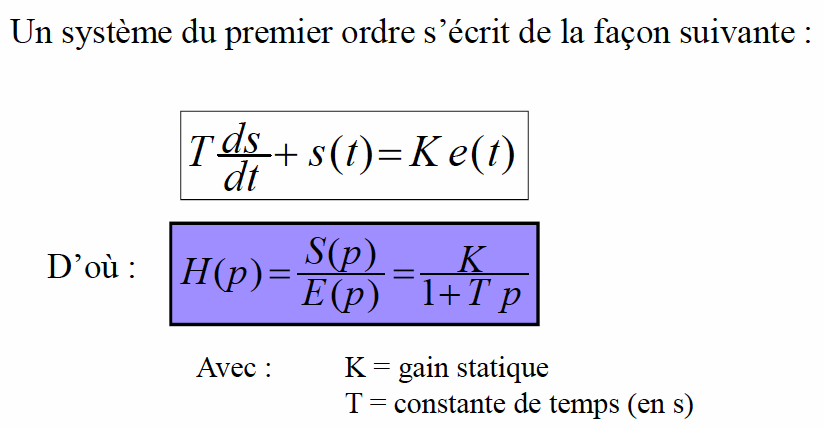 Un système du premier ordre s’écrit de la façon suivante :
T ds/dt + s(t) = K e(t)
D’où : H(p) = S(p)/E(p) = K/(1+T p)
Avec : K = gain statique
T = constante de temps (en s)